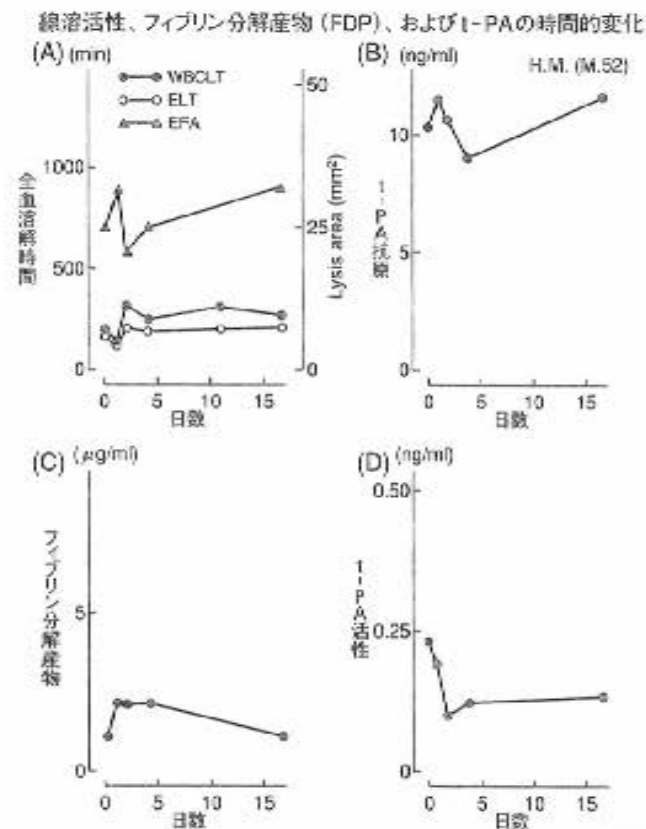 線溶活性、フィブリン分解産物 (FDP)、およびt-PAの時間的変化
(A) (min)
WBCLT
ELT
EFA
50
1000
25
500
0
0
全血溶解時間
Lysis area (mm²)
0 5 10 15
日数
(B) (ng/ml)
H.M. (M.52)
10
5
0
t-PA抗原
0 5 10 15
日数
(C) (μg/ml)
5
0
フィブリン分解産物
0 5 10 15
日数
(D) (ng/ml)
0.50
0.25
0
t-PA活性
0 5 10 15
日数